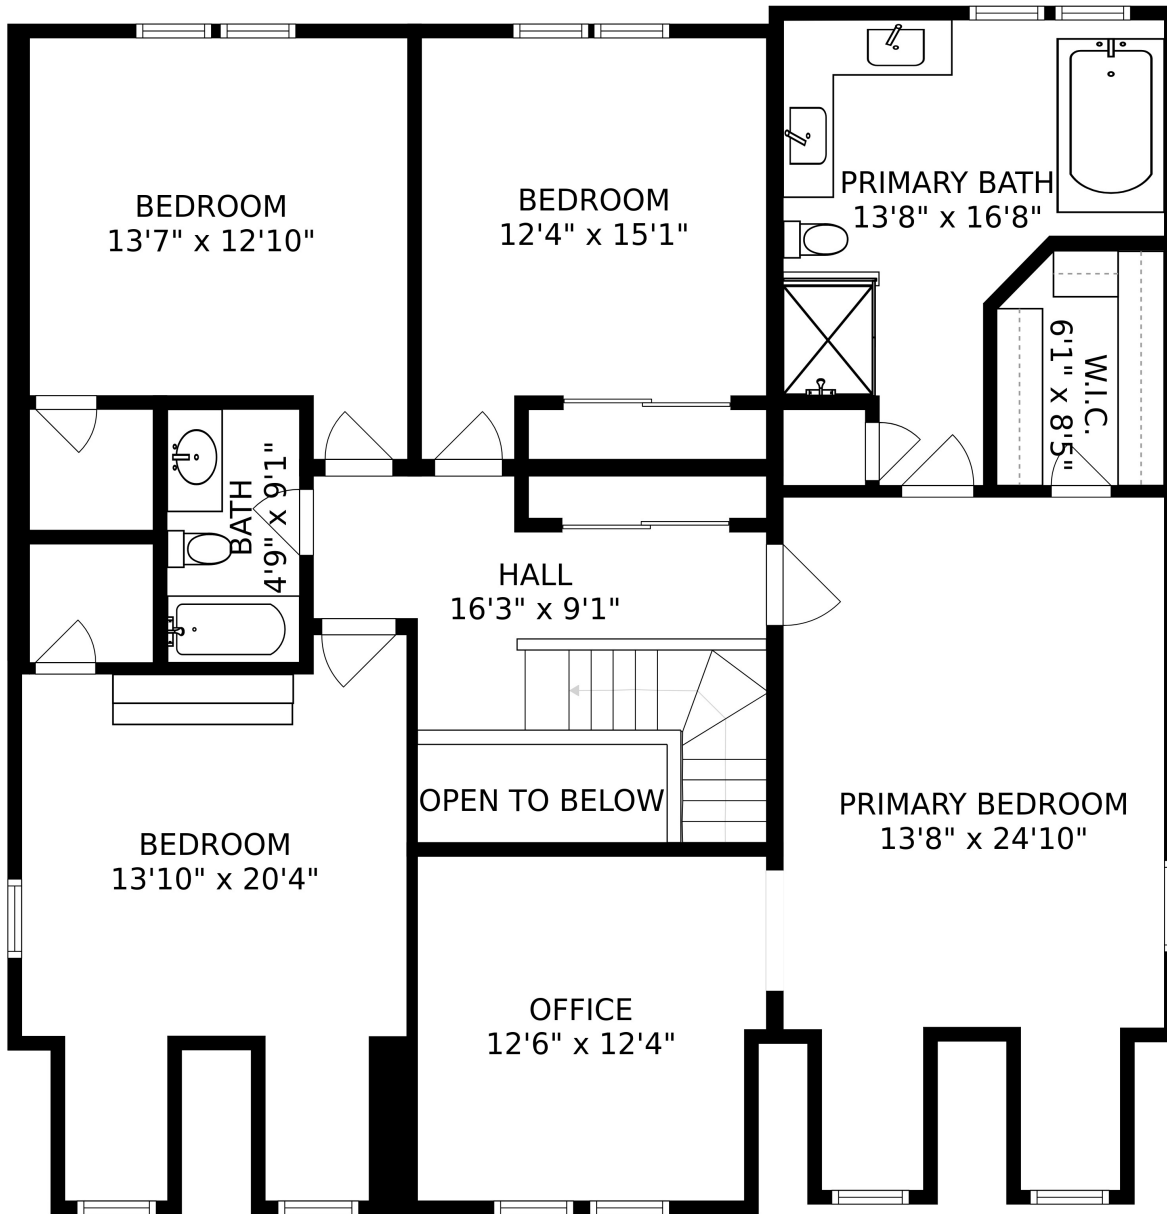 BEDROOM
13'7" x 12'10"
BEDROOM
12'4" x 15'1"
PRIMARY BATH
13'8" x 16'8"
W.I.C.
6'1" x 8'5"
BATH
4'9" x 9'1"
HALL
16'3" x 9'1"
OPEN TO BELOW
PRIMARY BEDROOM
13'8" x 24'10"
BEDROOM
13'10" x 20'4"
OFFICE
12'6" x 12'4"